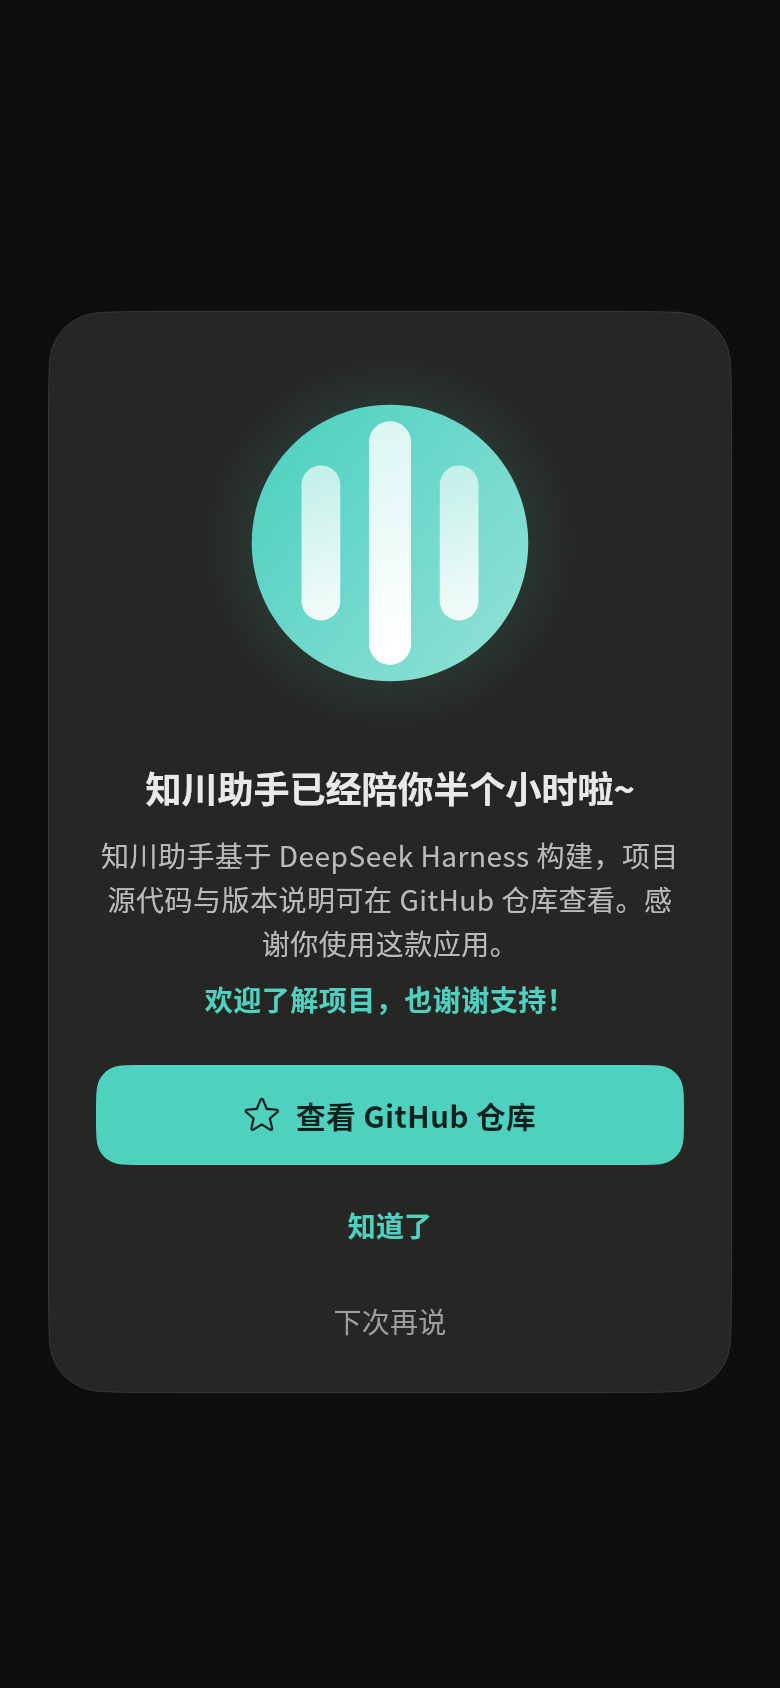 知川助手已经陪你半个小时啦~
知川助手基于 DeepSeek Harness 构建，项目
源代码与版本说明可在 GitHub 仓库查看。感
谢你使用这款应用。
欢迎了解项目，也谢谢支持！
查看 GitHub 仓库
知道了
下次再说